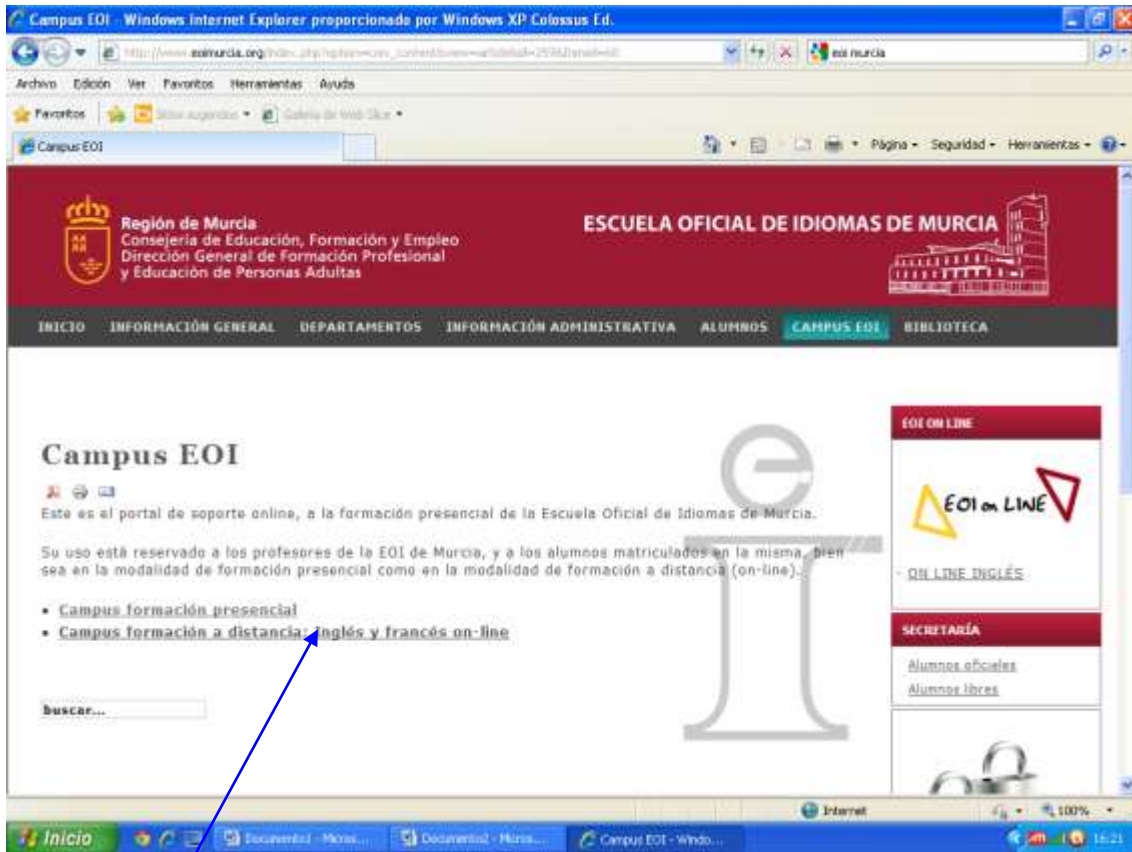 Campus EOI - Windows Internet Explorer proporcionado por Windows XP Colossus Ed.
eoimurcia.org
eoi murcia
Archivo Edición Ver Favoritos Herramientas Ayuda
Favoritos
Campus EOI
Página Seguridad Herramientas
Región de Murcia
Consejería de Educación, Formación y Empleo
Dirección General de Formación Profesional
y Educación de Personas Adultas
ESCUELA OFICIAL DE IDIOMAS DE MURCIA
INICIO INFORMACIÓN GENERAL DEPARTAMENTOS INFORMACIÓN ADMINISTRATIVA ALUMNOS CAMPUS EOI BIBLIOTECA
Campus EOI
Este es el portal de soporte online, a la formación presencial de la Escuela Oficial de Idiomas de Murcia.
Su uso está reservado a los profesores de la EOI de Murcia, y a los alumnos matriculados en la misma, bien
sea en la modalidad de formación presencial como en la modalidad de formación a distancia (on-line).
• Campus formación presencial
• Campus formación a distancia: Inglés y francés on-line
buscar...
EOI ON LINE
EOI on LINE
- ON LINE INGLÉS
SECRETARÍA
Alumnos oficiales
Alumnos libres
Internet
100%
Inicio
Documento1 - Micros...
Documento2 - Micros...
Campus EOI - Windo...
16:21